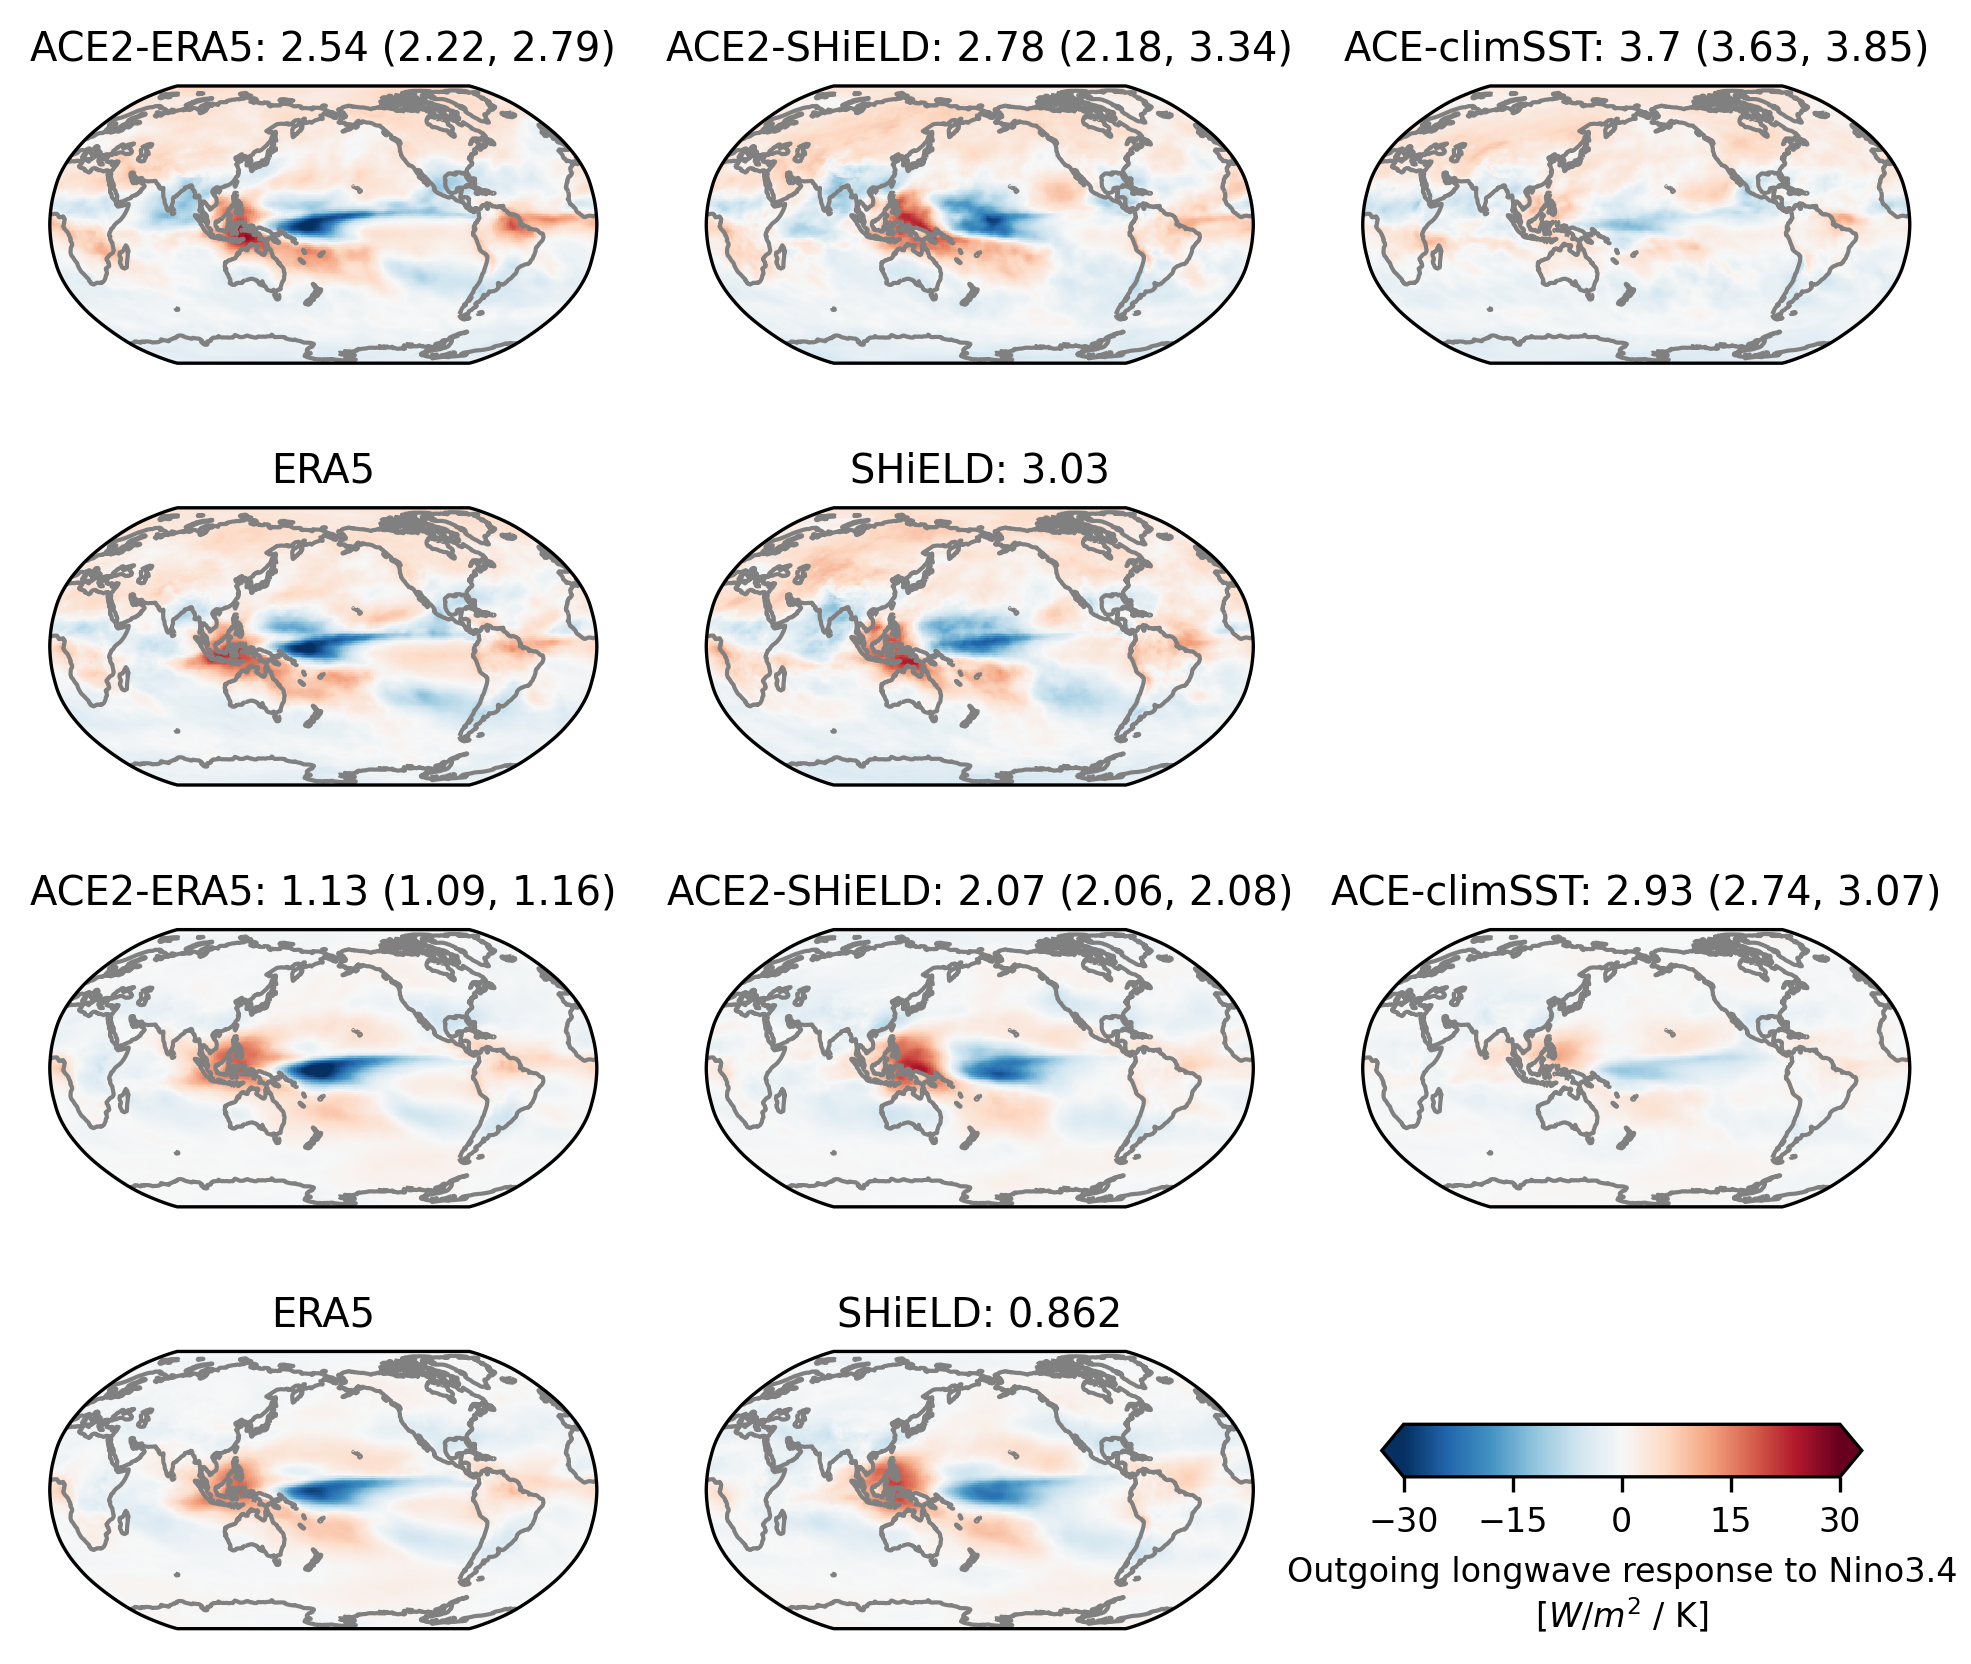 ACE2-ERA5: 2.54 (2.22, 2.79)
ACE2-SHiELD: 2.78 (2.18, 3.34)
ACE-climSST: 3.7 (3.63, 3.85)
ERA5
SHiELD: 3.03
ACE2-ERA5: 1.13 (1.09, 1.16)
ACE2-SHiELD: 2.07 (2.06, 2.08)
ACE-climSST: 2.93 (2.74, 3.07)
ERA5
SHiELD: 0.862
−30 −15 0 15 30
Outgoing longwave response to Nino3.4
[W/m² / K]